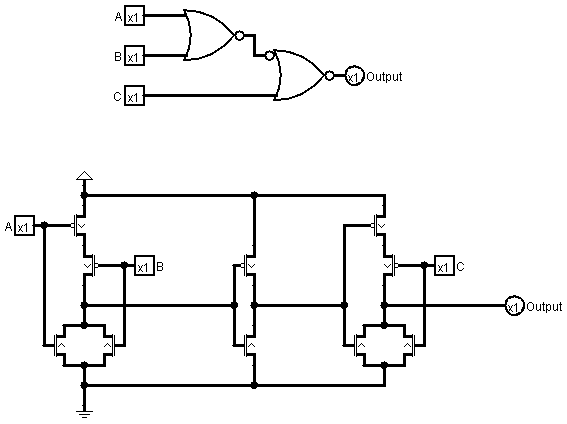 A x1
B x1
C x1
x1 Output
A x1
x1 B
x1 C
x1 Output